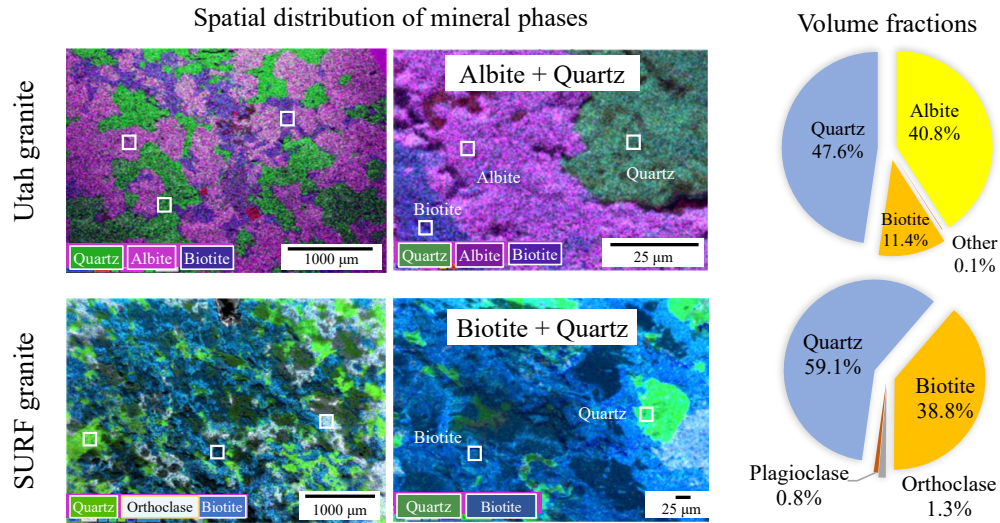 Spatial distribution of mineral phases
Volume fractions
Utah granite
Quartz
Albite
Biotite
1000 μm
Albite + Quartz
Albite
Quartz
Biotite
Quartz
Albite
Biotite
25 μm
Quartz
47.6%
Albite
40.8%
Biotite
11.4%
Other
0.1%
SURF granite
Quartz
Orthoclase
Biotite
1000 μm
Biotite + Quartz
Quartz
Biotite
Quartz
Biotite
25 μm
Quartz
59.1%
Biotite
38.8%
Plagioclase
0.8%
Orthoclase
1.3%